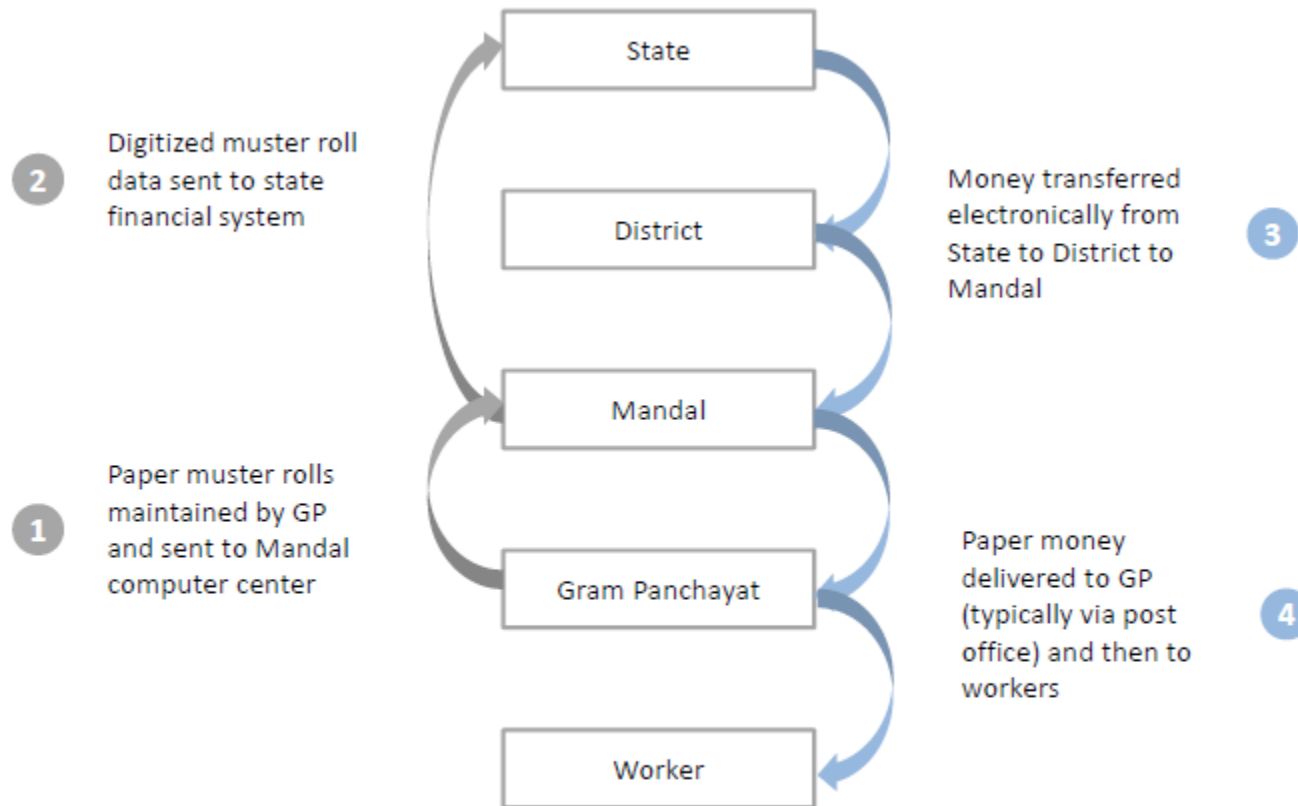 State
2
Digitized muster roll
data sent to state
financial system
District
Money transferred
electronically from
State to District to
Mandal
3
Mandal
1
Paper muster rolls
maintained by GP
and sent to Mandal
computer center
Gram Panchayat
Paper money
delivered to GP
(typically via post
office) and then to
workers
4
Worker